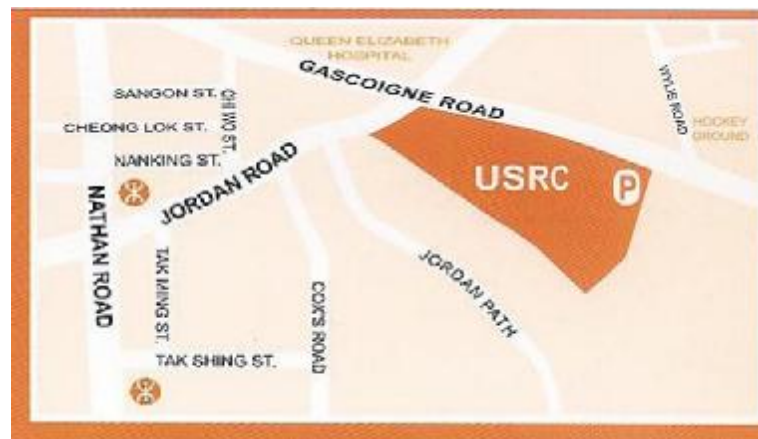 QUEEN ELIZABETH
HOSPITAL
GASCOIGNE ROAD
SANGON ST.
CHI WO ST.
CHEONG LOK ST.
NANKING ST.
WYLIE ROAD
HOCKEY
GROUND
JORDAN ROAD
USRC
P
NATHAN ROAD
TAK MING ST.
JORDAN PATH
COX'S ROAD
TAK SHING ST.